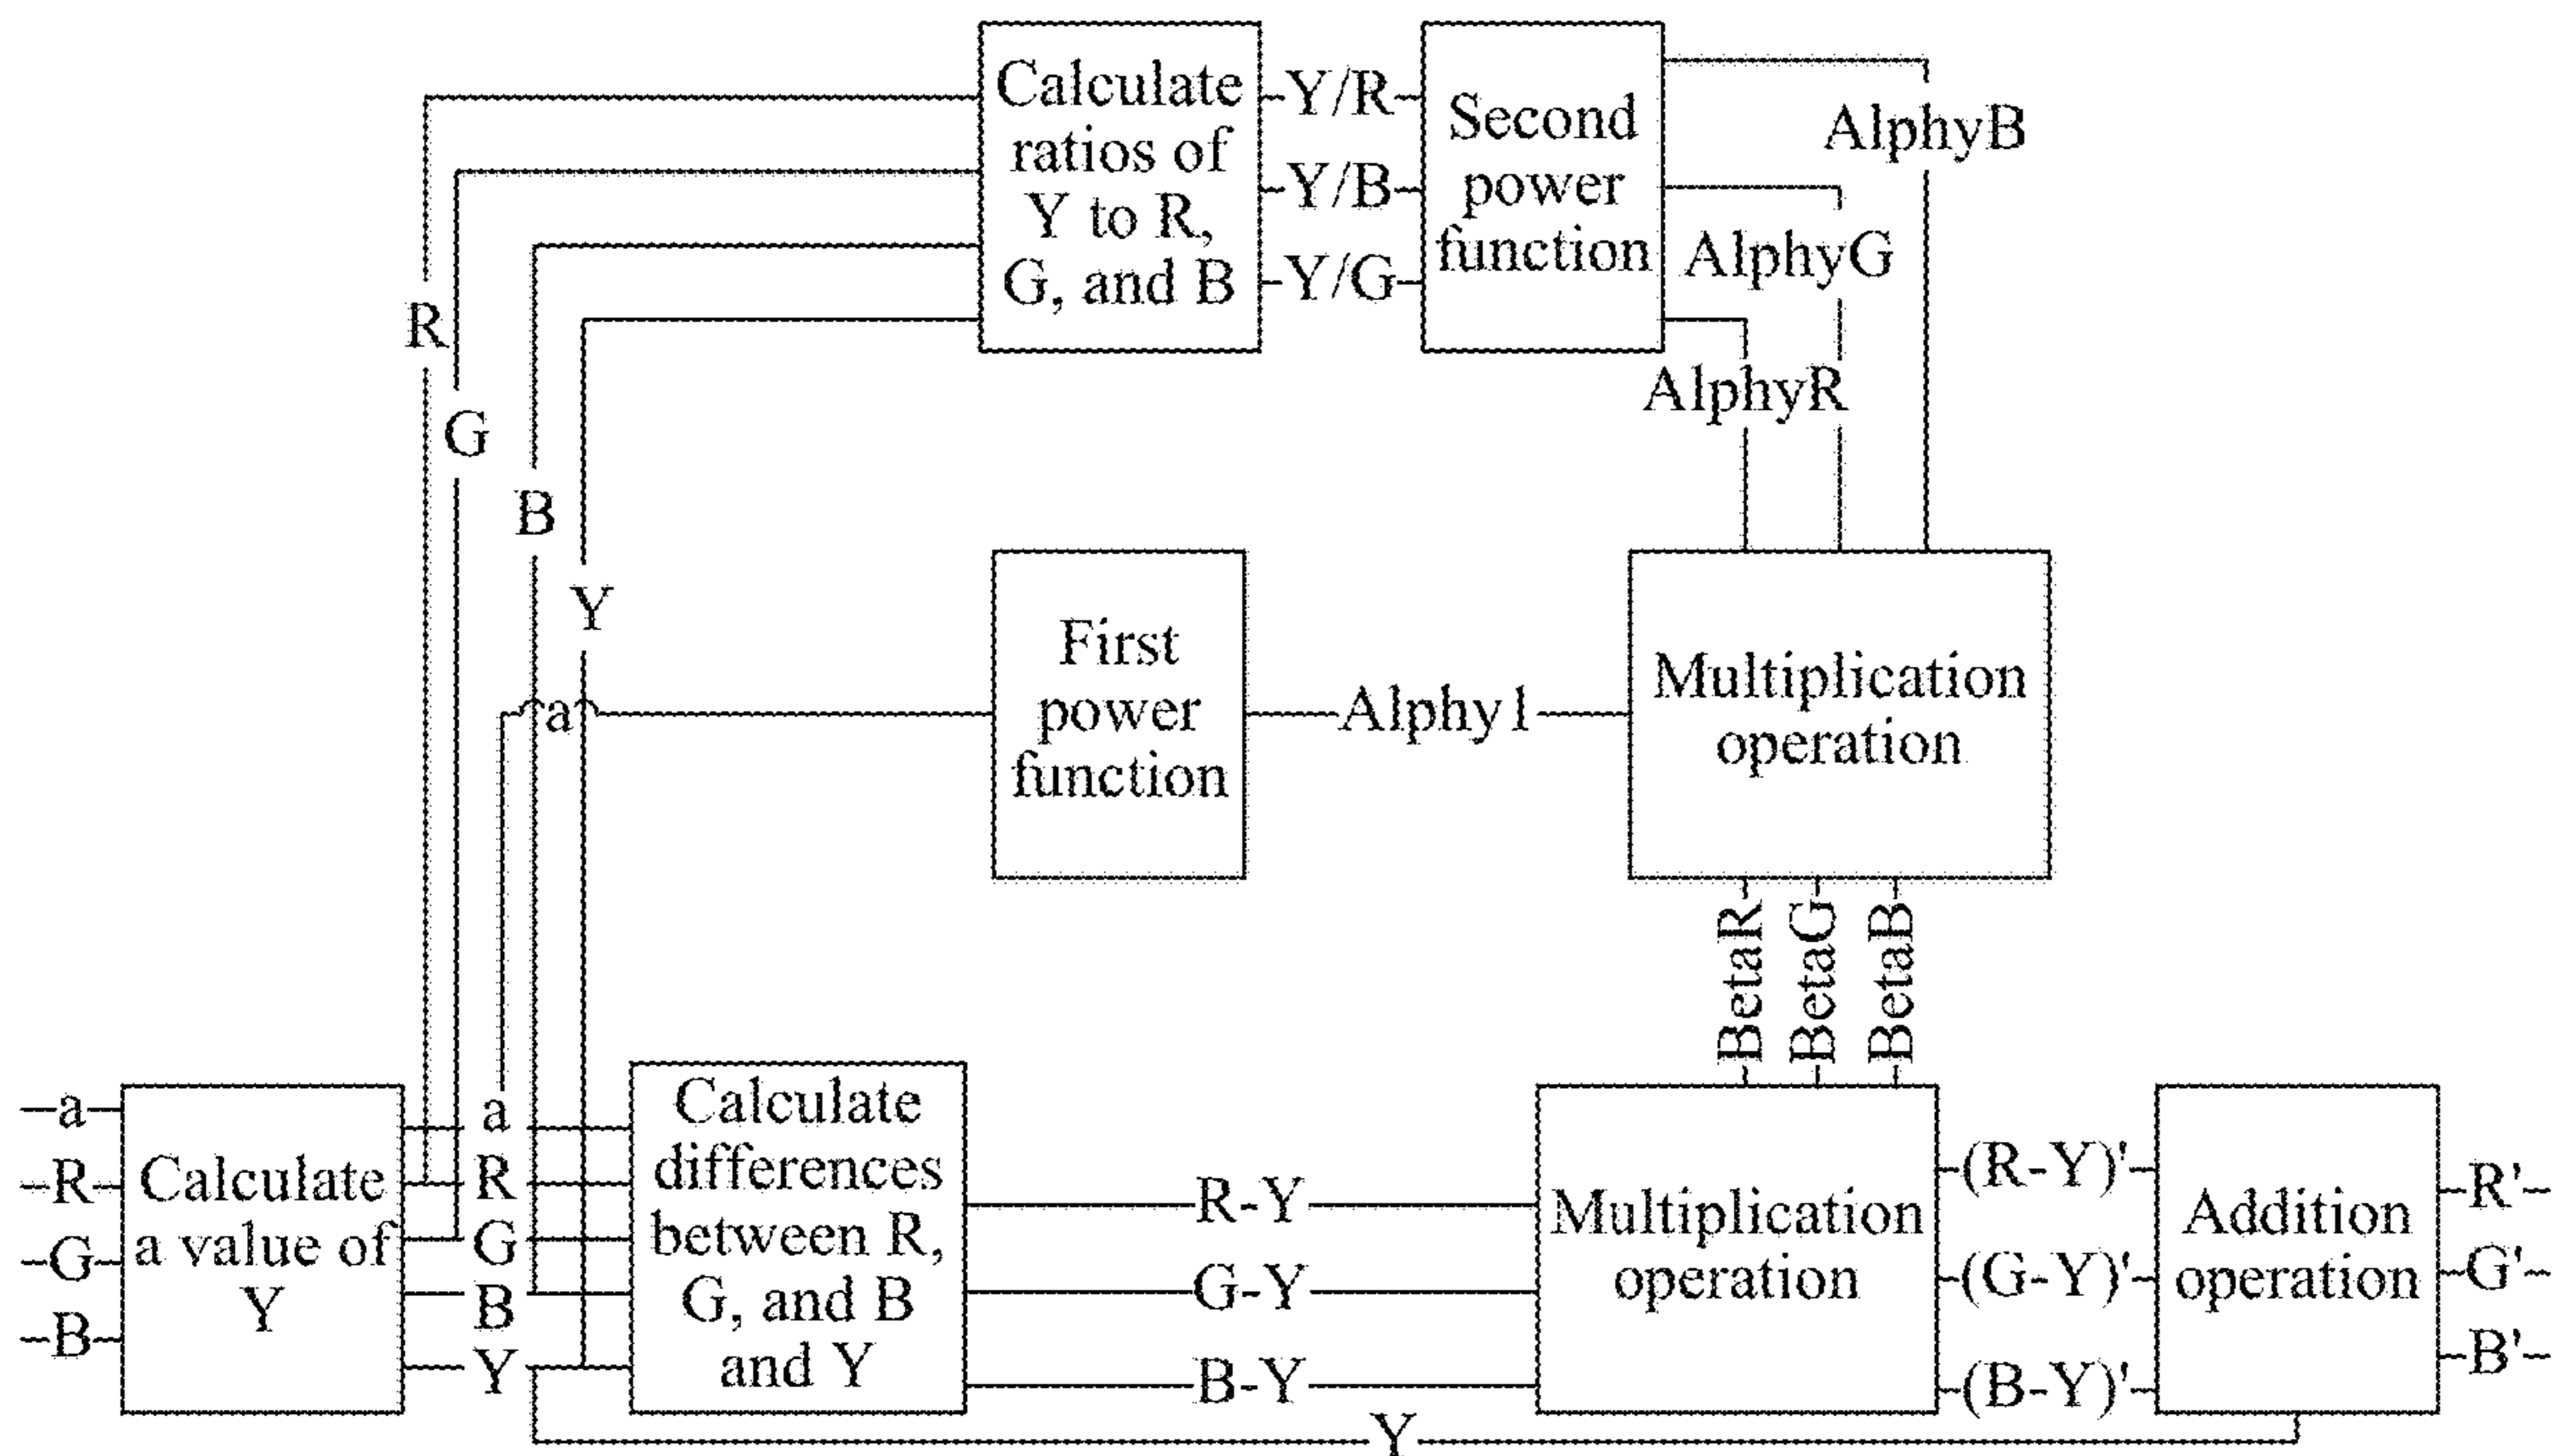 Calculate
ratios of
Y to R,
G, and B
Y/R
Y/B
Y/G
Second
power
function
AlphyB
AlphyG
AlphyR
R
G
B
Y
a
First
power
function
Alphy1
Multiplication
operation
BetaR
BetaG
BetaB
a
R
G
B
Calculate
a value of
Y
a
R
G
B
Y
Calculate
differences
between R,
G, and B
and Y
R-Y
G-Y
B-Y
Multiplication
operation
(R-Y)'
(G-Y)'
(B-Y)'
Addition
operation
R'
G'
B'
Y